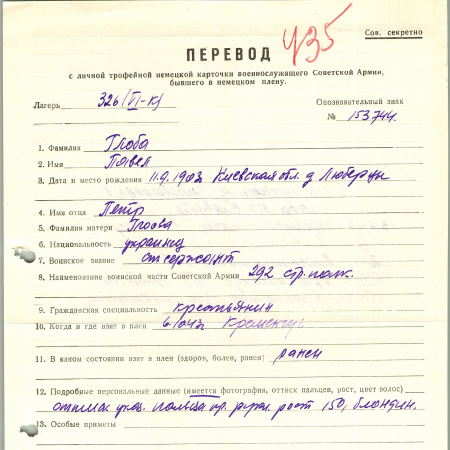 435
Сов. секретно
ПЕРЕВОД
с личной трофейной немецкой карточки военнослужащего Советской Армии,
бывшего в немецком плену.
Лагерь 326 (VI-К)
Опознавательный знак
№ 153744.
1. Фамилия Глоба
2. Имя Павел
3. Дата и место рождения 11.9.1903 Киевская обл. д.
4. Имя отца Петр
5. Фамилия матери
6. Национальность украинец
7. Воинское звание ст сержант
8. Наименование воинской части Советской Армии 292 стр. полк.
9. Гражданская специальность крестьянин
10. Когда и где взят в плен Кременчуг
11. В каком состоянии взят в плен (здоров, болен, ранен) ранен
12. Подробные персональные данные (имеется фотография, оттиск пальцев, рост, цвет волос)
оттиск указ. пальца пр. руки. рост 150, блондин.
13. Особые приметы